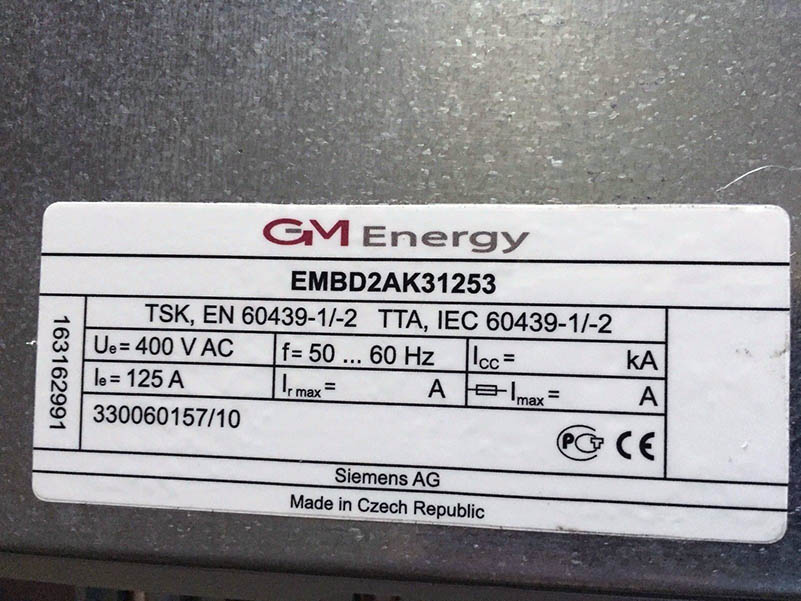 GM Energy
EMBD2AK31253
163162991
TSK, EN 60439-1/-2 TTA, IEC 60439-1/-2
Ue= 400 V AC f= 50 ... 60 Hz Icc= kA
Ie= 125 A Ir max= A Imax= A
330060157/10
РСТ CE
Siemens AG
Made in Czech Republic